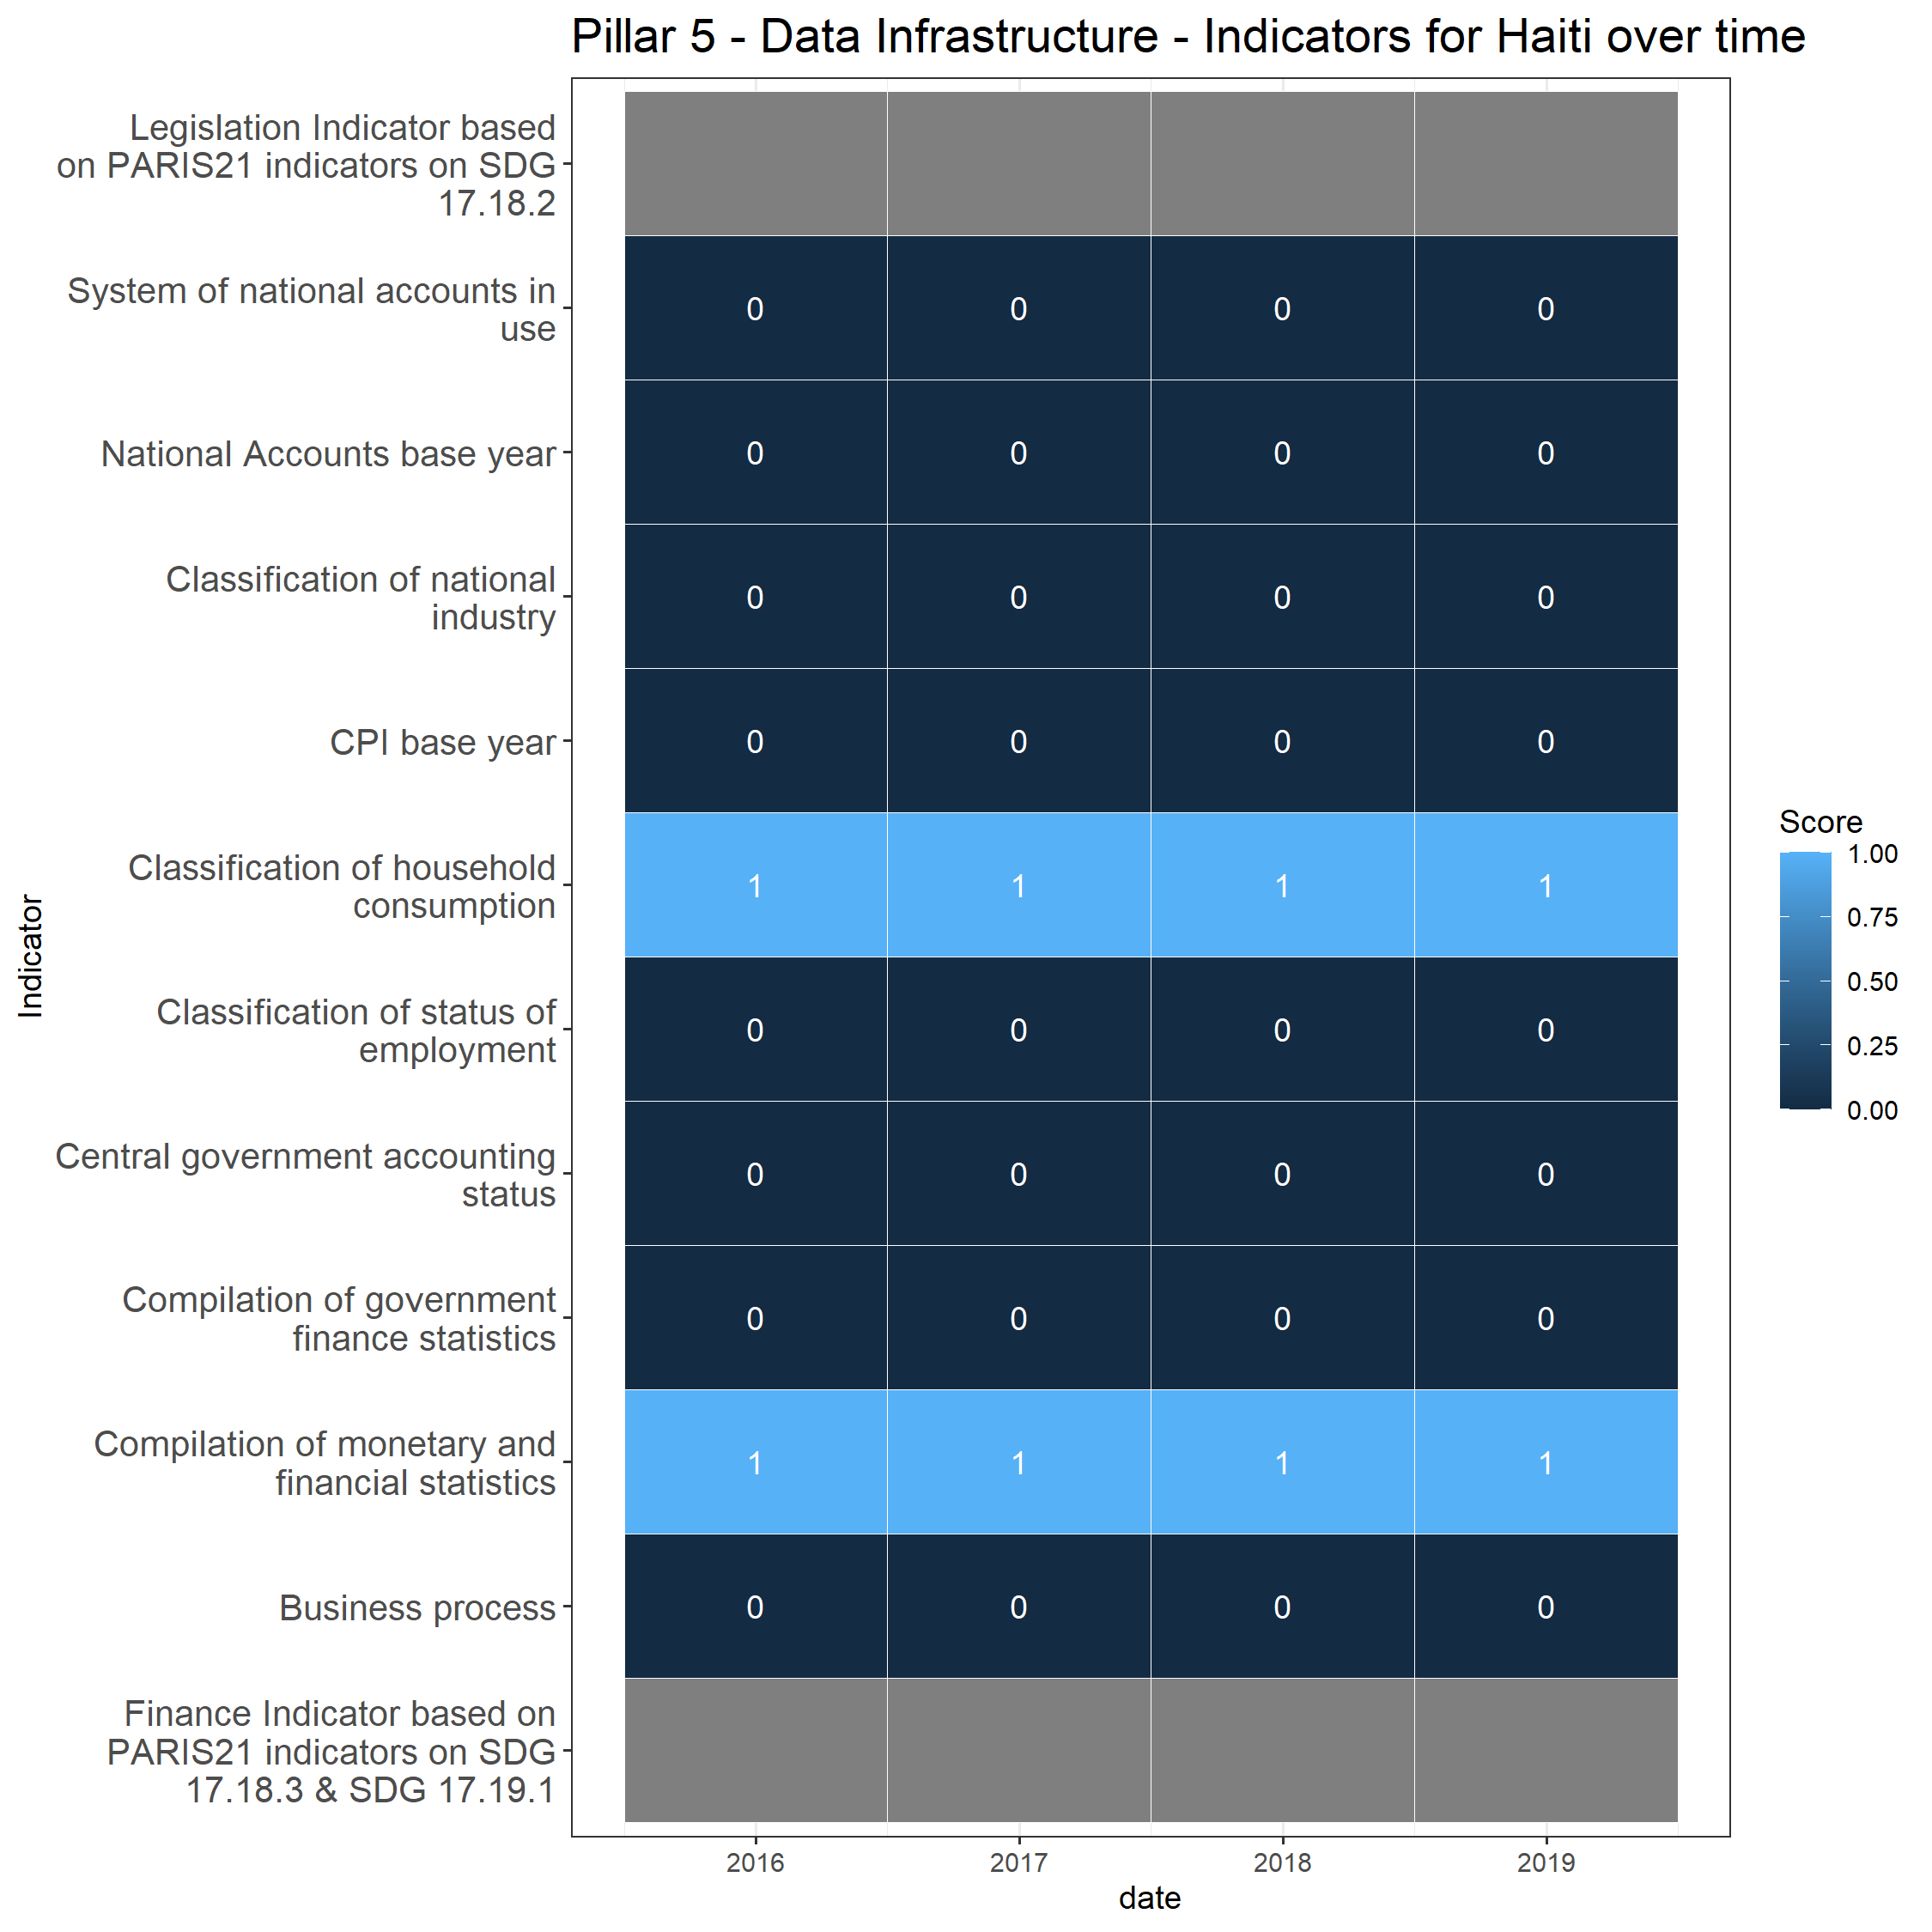 Pillar 5 - Data Infrastructure - Indicators for Haiti over time
Legislation Indicator based
on PARIS21 indicators on SDG
17.18.2
System of national accounts in
use
0 0 0 0
National Accounts base year
0 0 0 0
Classification of national
industry
0 0 0 0
CPI base year
0 0 0 0
Classification of household
consumption
1 1 1 1
Classification of status of
employment
0 0 0 0
Central government accounting
status
0 0 0 0
Compilation of government
finance statistics
0 0 0 0
Compilation of monetary and
financial statistics
1 1 1 1
Business process
0 0 0 0
Finance Indicator based on
PARIS21 indicators on SDG
17.18.3 & SDG 17.19.1
Indicator
2016 2017 2018 2019
date
Score
1.00
0.75
0.50
0.25
0.00